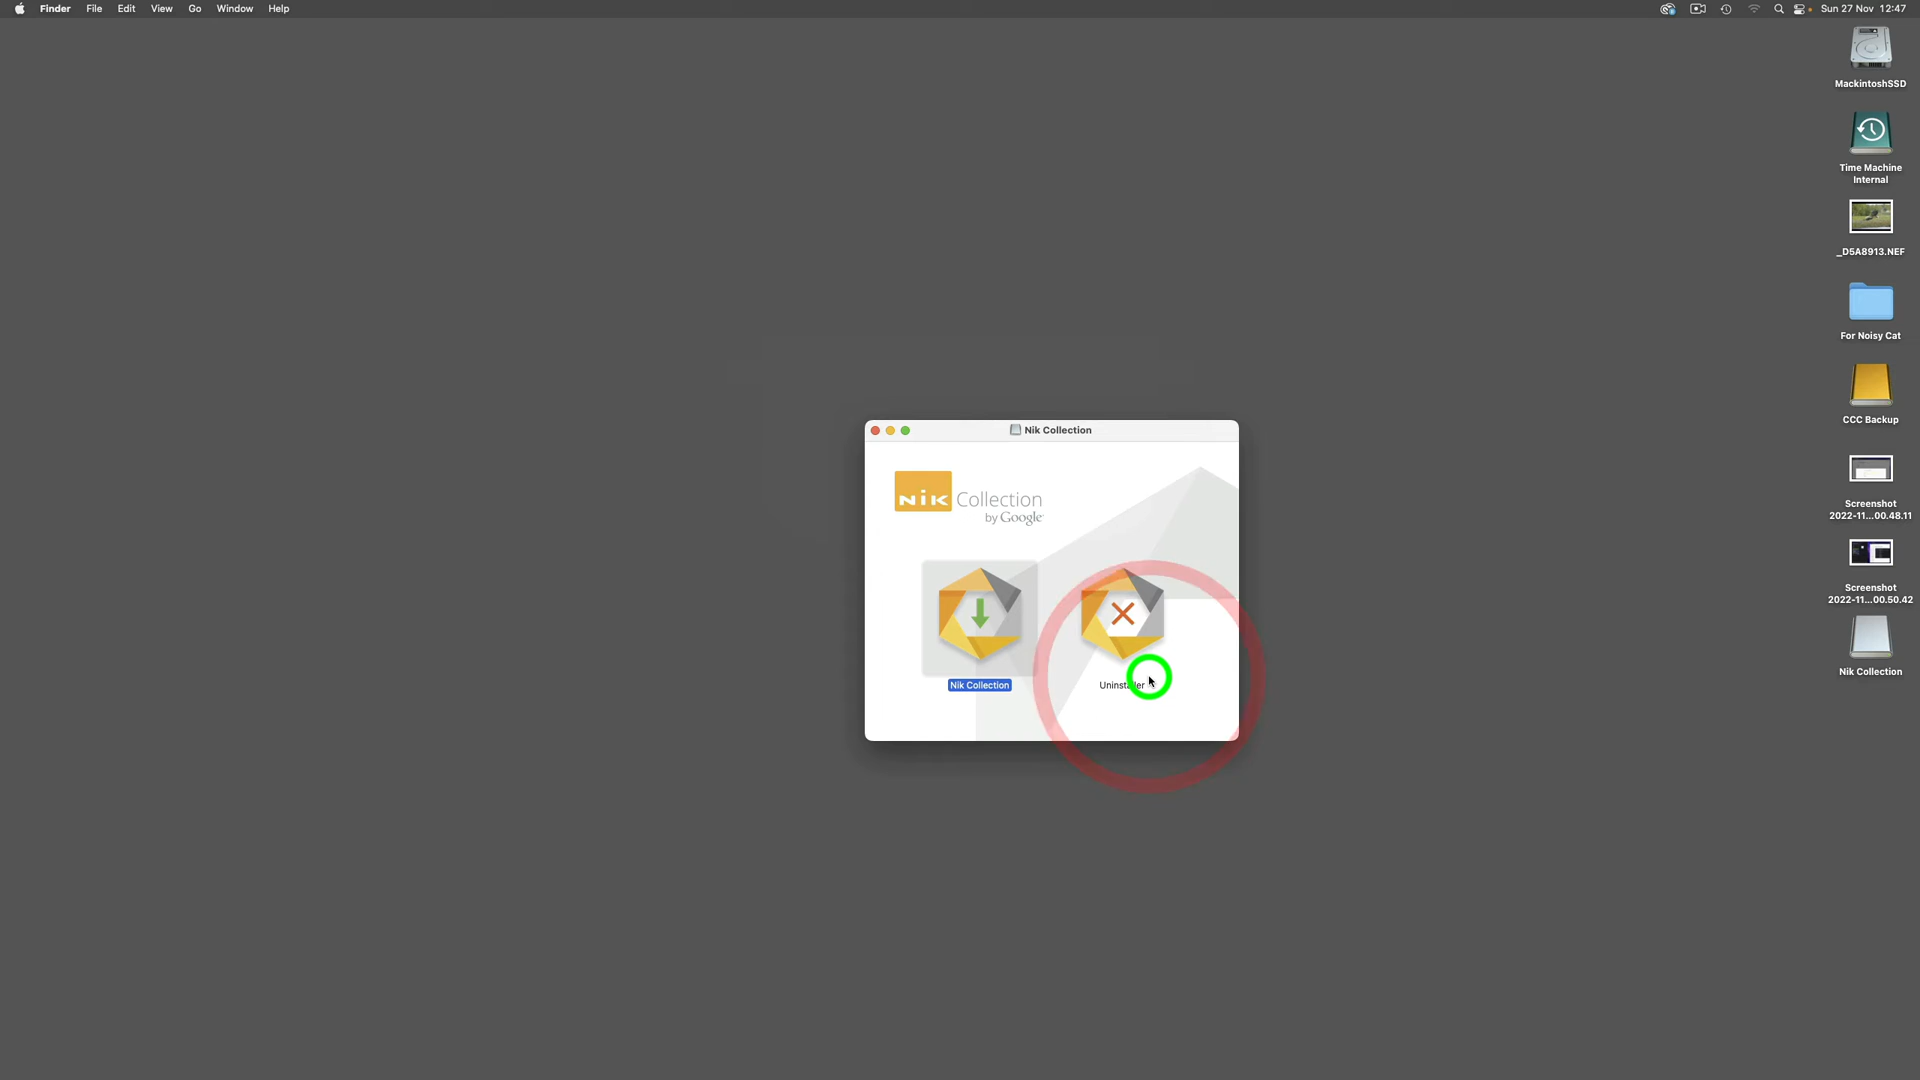 Finder File Edit View Go Window Help
Sun 27 Nov 12:47
MackintoshSSD
Time Machine
Internal
_D5A8913.NEF
For Noisy Cat
CCC Backup
Screenshot
2022-11...00.48.11
Screenshot
2022-11...00.50.42
Nik Collection
Nik Collection
Nik Collection
by Google
Nik Collection
Uninstaller